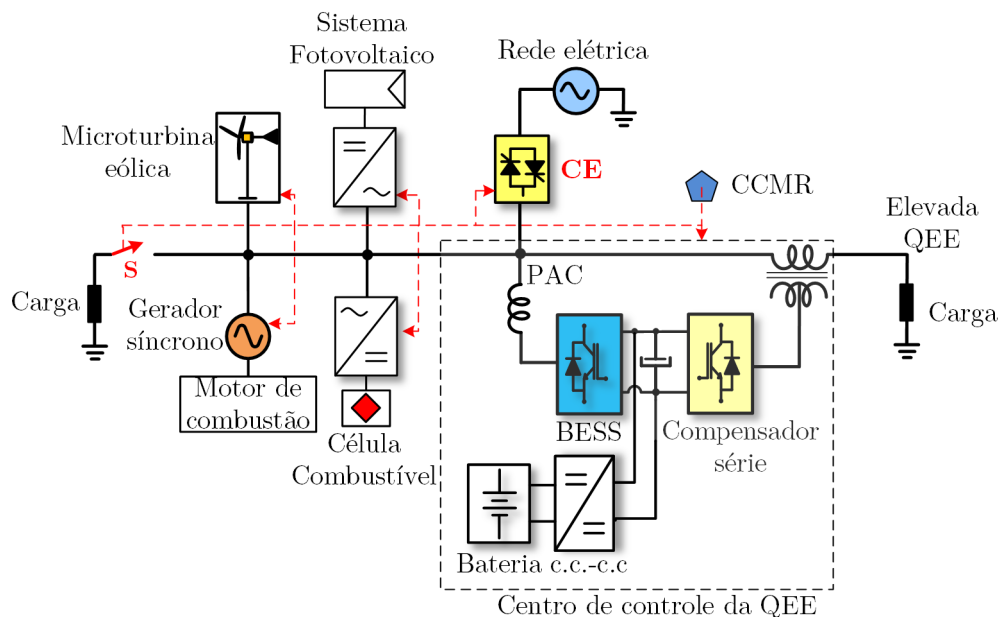 Sistema
Fotovoltaico
Rede elétrica
Microturbina
eólica
CE
CCMR
Elevada
QEE
S
PAC
Carga
Gerador
síncrono
Carga
Motor de
combustão
BESS
Compensador
série
Célula
Combustível
Bateria c.c.-c.c
Centro de controle da QEE